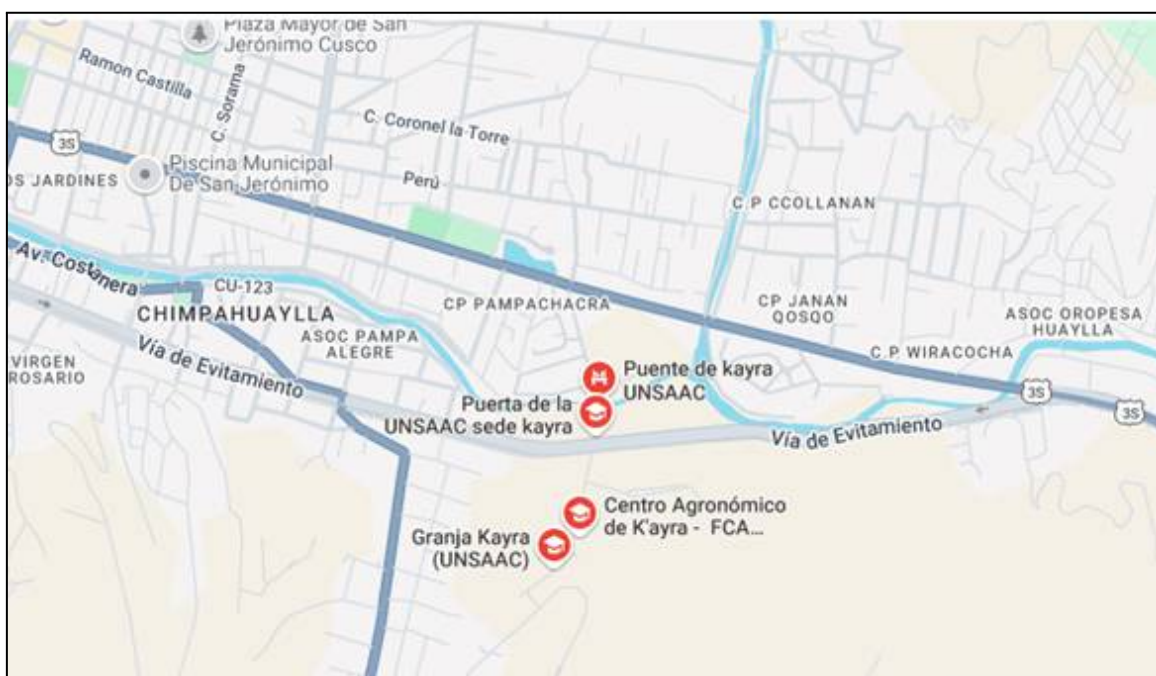 Plaza Mayor de San
Jerónimo Cusco
Ramon Castilla
C. Sorama
3S
C. Coronel la Torre
Piscina Municipal
De San Jerónimo
OS JARDINES
Perú
C.P CCOLLANAN
Av. Costanera
CU-123
CHIMPAHUAYLLA
CP PAMPACHACRA
CP JANAN
QOSQO
ASOC OROPESA
HUAYLLA
ASOC PAMPA
ALEGRE
Vía de Evitamiento
VIRGEN
ROSARIO
C.P WIRACOCHA
Puente de kayra
UNSAAC
Puerta de la
UNSAAC sede kayra
3S
3S
Vía de Evitamiento
Centro Agronómico
de K'ayra - FCA...
Granja Kayra
(UNSAAC)